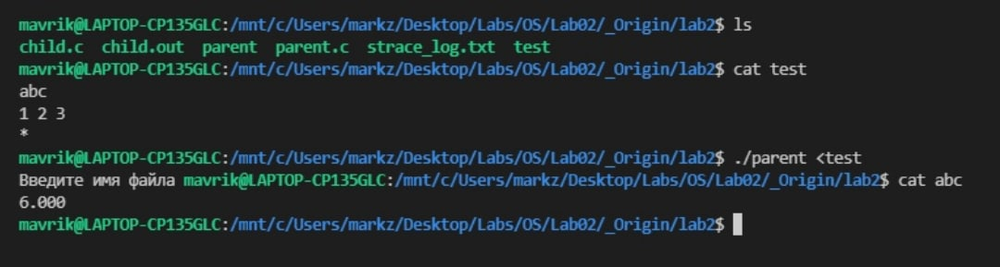 mavrik@LAPTOP-CP135GLC:/mnt/c/Users/markz/Desktop/Labs/OS/Lab02/_Origin/lab2$ ls
child.c  child.out  parent  parent.c  strace_log.txt  test
mavrik@LAPTOP-CP135GLC:/mnt/c/Users/markz/Desktop/Labs/OS/Lab02/_Origin/lab2$ cat test
abc
1 2 3
*
mavrik@LAPTOP-CP135GLC:/mnt/c/Users/markz/Desktop/Labs/OS/Lab02/_Origin/lab2$ ./parent <test
Введите имя файла mavrik@LAPTOP-CP135GLC:/mnt/c/Users/markz/Desktop/Labs/OS/Lab02/_Origin/lab2$ cat abc
6.000
mavrik@LAPTOP-CP135GLC:/mnt/c/Users/markz/Desktop/Labs/OS/Lab02/_Origin/lab2$